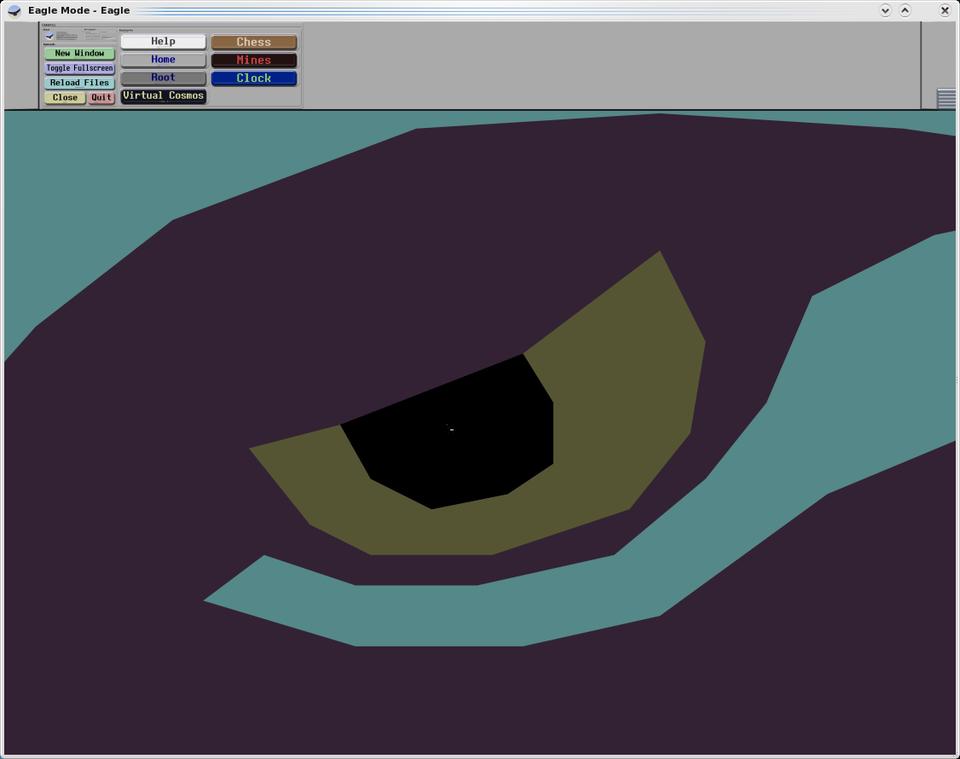 Eagle Mode - Eagle
New Window
Toggle Fullscreen
Reload Files
Close Quit
Help
Home
Root
Virtual Cosmos
Chess
Mines
Clock